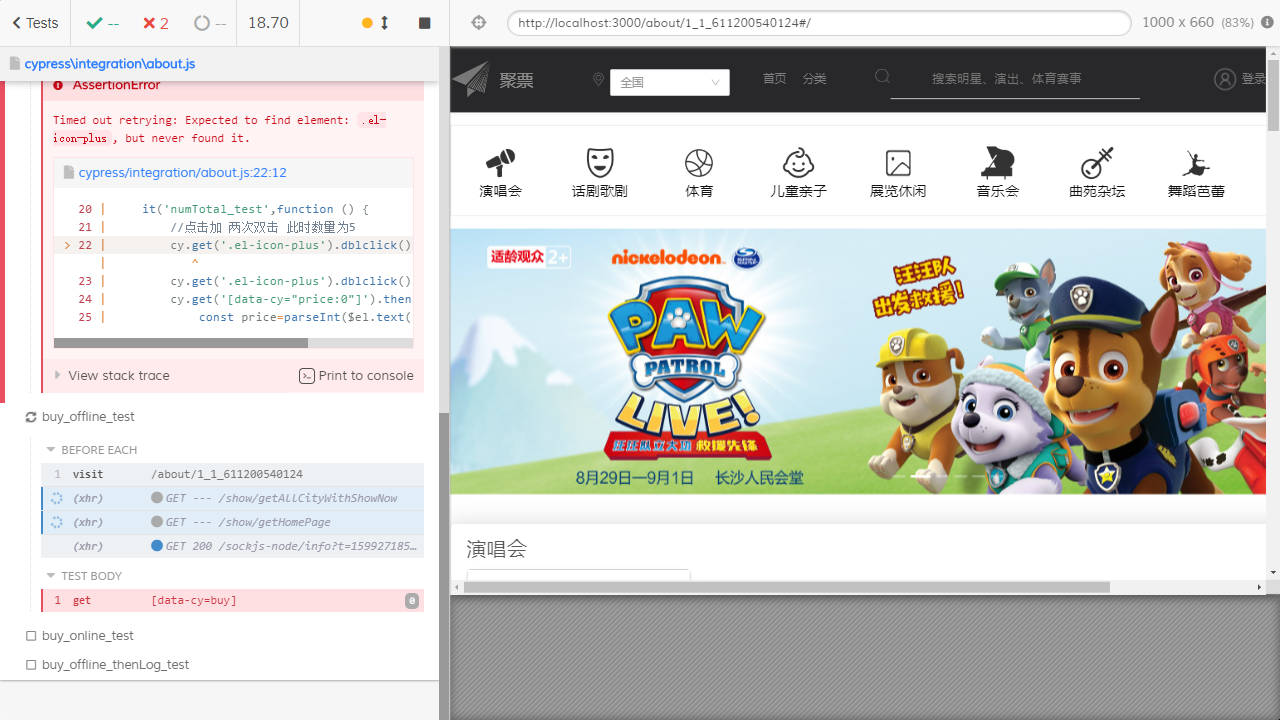 Tests
--
2
--
18.70
http://localhost:3000/about/1_1_611200540124#/
1000 x 660 (83%)
cypress\integration\about.js
AssertionError
Timed out retrying: Expected to find element: .el-
icon-plus, but never found it.
cypress/integration/about.js:22:12
20 | it('numTotal_test',function () {
21 | //点击加 两次双击 此时数量为5
> 22 | cy.get('.el-icon-plus').dblclick()
| ^
23 | cy.get('.el-icon-plus').dblclick()
24 | cy.get('[data-cy="price:0"]').then
25 | const price=parseInt($el.text(
View stack trace
Print to console
buy_offline_test
BEFORE EACH
1 visit /about/1_1_611200540124
(xhr) GET --- /show/getALLCityWithShowNow
(xhr) GET --- /show/getHomePage
(xhr) GET 200 /sockjs-node/info?t=159927185...
TEST BODY
1 get [data-cy=buy] 0
buy_online_test
buy_offline_thenLog_test
聚票
全国
首页
分类
搜索明星、演出、体育赛事
登录
演唱会
话剧歌剧
体育
儿童亲子
展览休闲
音乐会
曲苑杂坛
舞蹈芭蕾
适龄观众 2+
nickelodeon
PAW
PATROL
LIVE!
汪汪队立大功 救援先锋
8月29日—9月1日 长沙人民会堂
汪汪队
出发救援!
演唱会